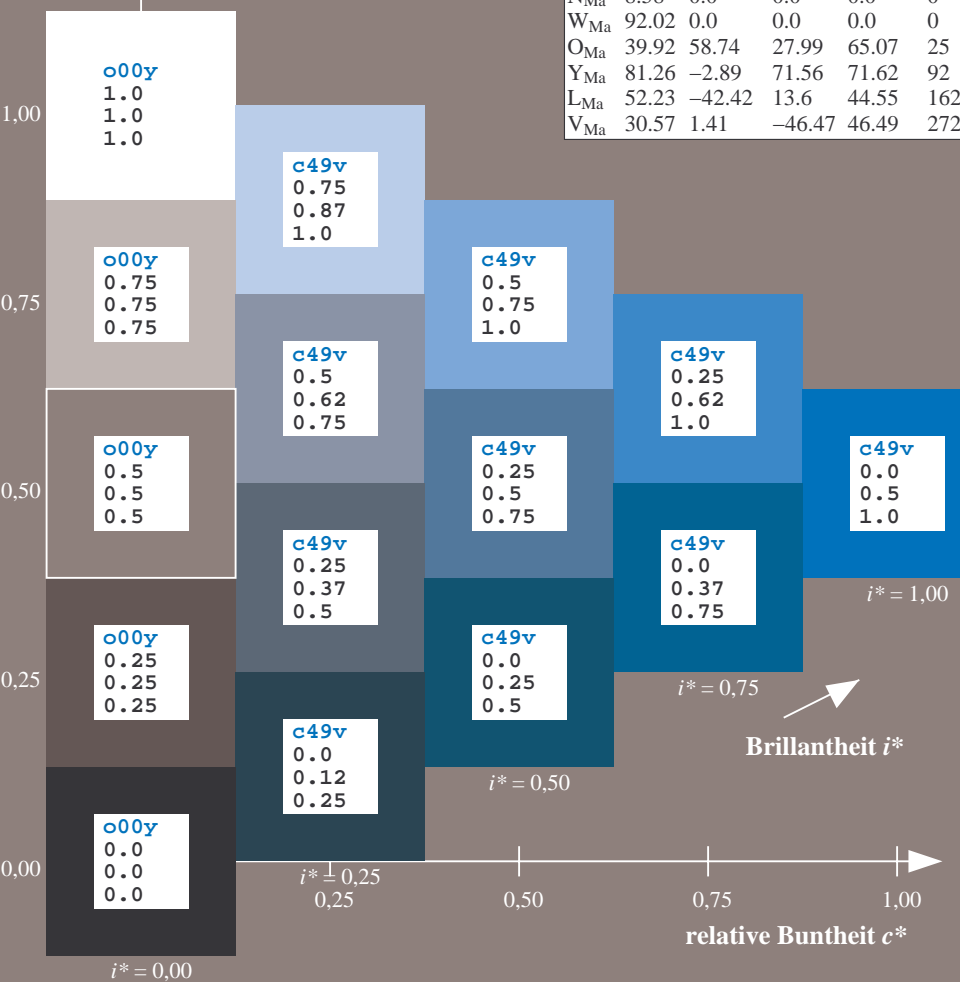 W_Ma 92.02 0.0 0.0 0.0 0
O_Ma 39.92 58.74 27.99 65.07 25
Y_Ma 81.26 −2.89 71.56 71.62 92
L_Ma 52.23 −42.42 13.6 44.55 162
V_Ma 30.57 1.41 −46.47 46.49 272
1,00
o00y
1.0
1.0
1.0
c49v
0.75
0.87
1.0
0,75
o00y
0.75
0.75
0.75
c49v
0.5
0.75
1.0
c49v
0.5
0.62
0.75
c49v
0.25
0.62
1.0
0,50
o00y
0.5
0.5
0.5
c49v
0.25
0.5
0.75
c49v
0.0
0.5
1.0
c49v
0.25
0.37
0.5
c49v
0.0
0.37
0.75
i* = 1,00
0,25
o00y
0.25
0.25
0.25
c49v
0.0
0.25
0.5
i* = 0,75
c49v
0.0
0.12
0.25
Brillantheit i*
i* = 0,50
0,00
o00y
0.0
0.0
0.0
i* = 0,25
0,25
0,50
0,75
1,00
relative Buntheit c*
i* = 0,00